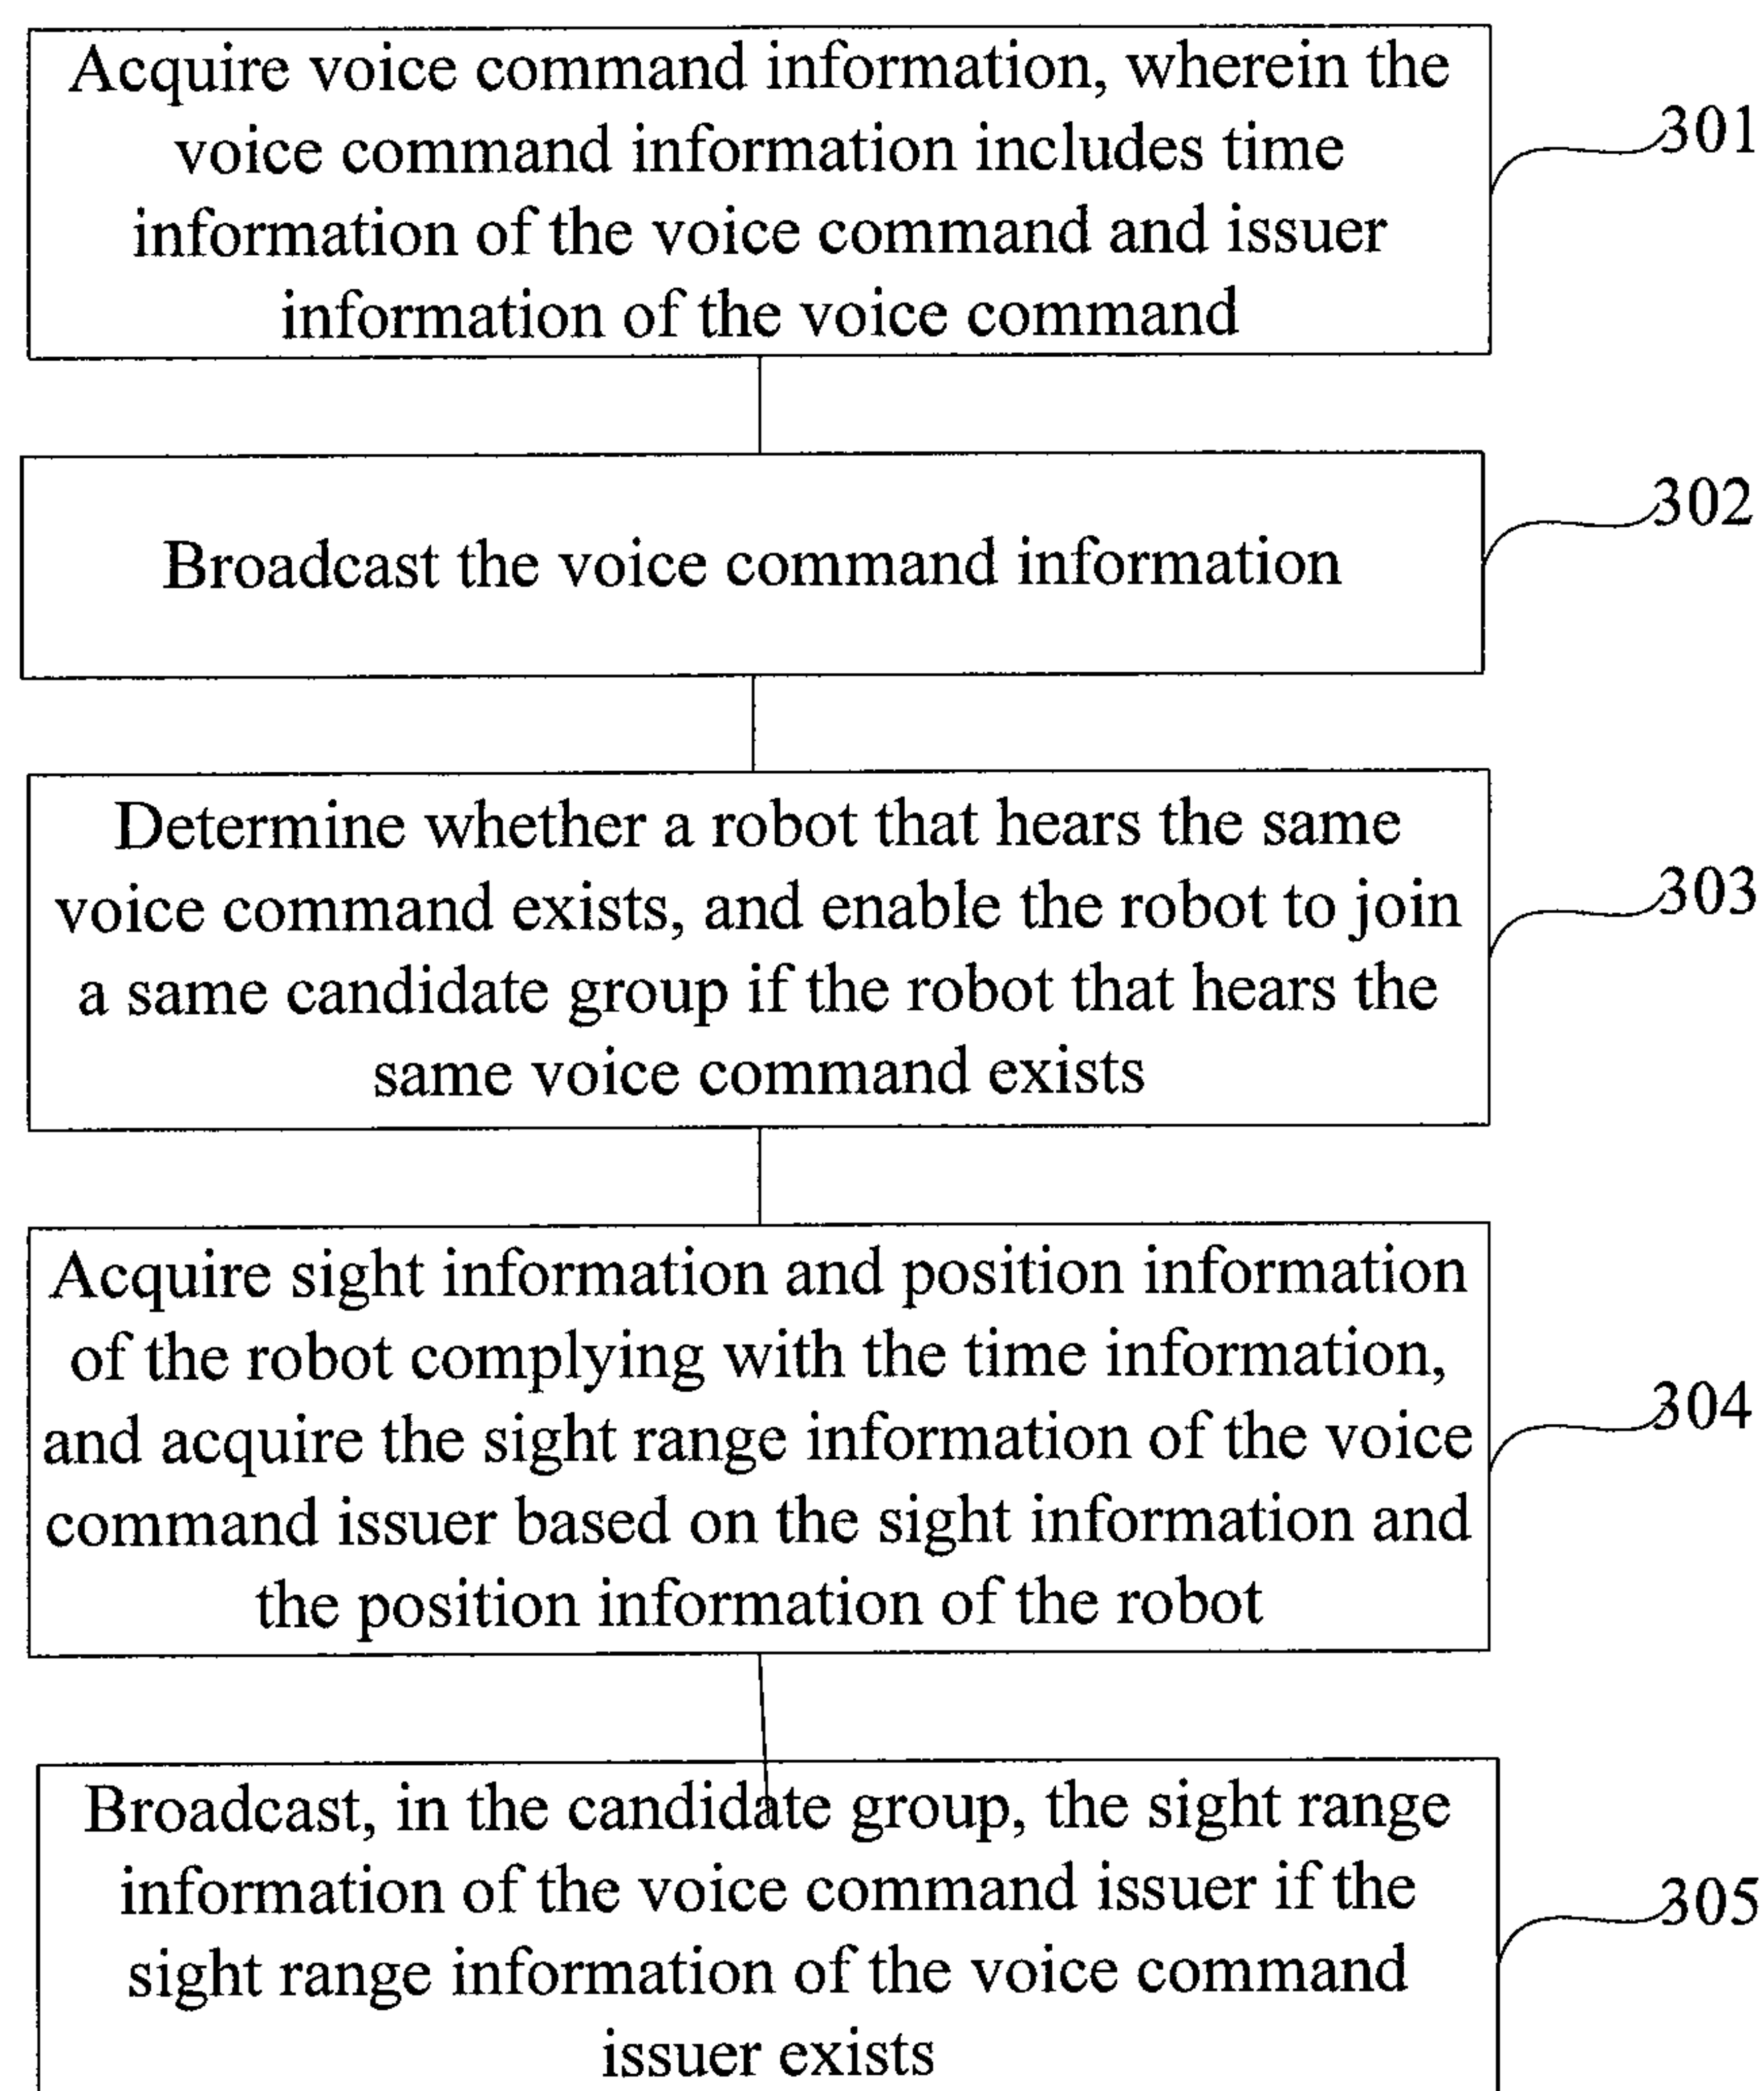 Acquire voice command information, wherein the
voice command information includes time
information of the voice command and issuer
information of the voice command
301
Broadcast the voice command information
302
Determine whether a robot that hears the same
voice command exists, and enable the robot to join
a same candidate group if the robot that hears the
same voice command exists
303
Acquire sight information and position information
of the robot complying with the time information,
and acquire the sight range information of the voice
command issuer based on the sight information and
the position information of the robot
304
Broadcast, in the candidate group, the sight range
information of the voice command issuer if the
sight range information of the voice command
issuer exists
305